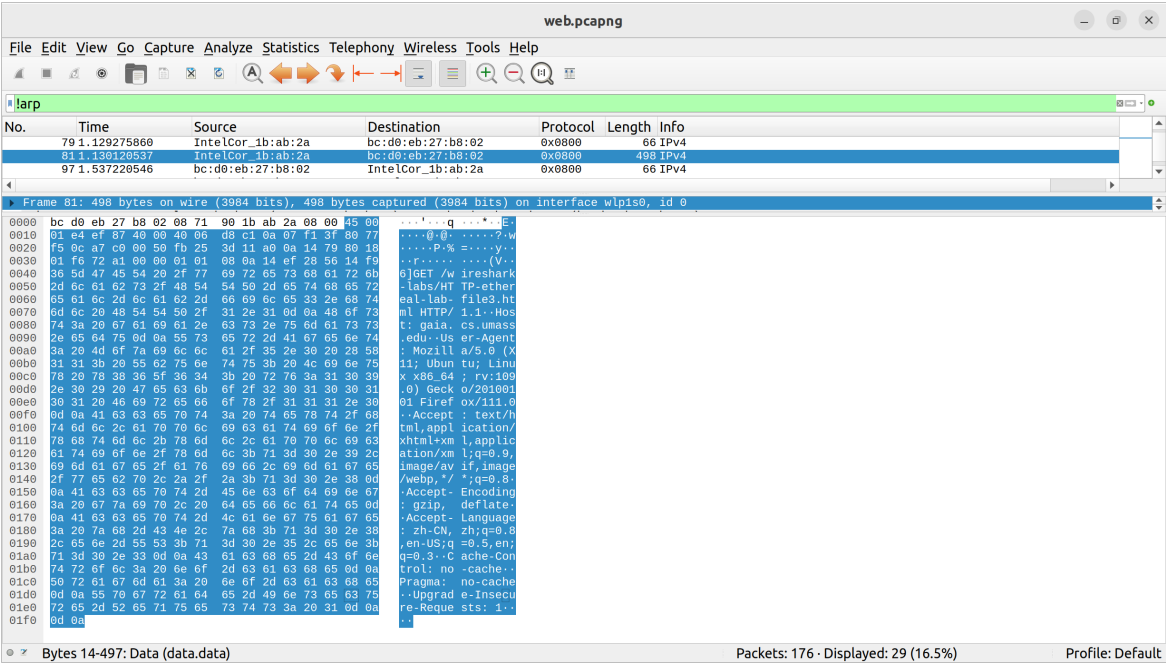 web.pcapng
File Edit View Go Capture Analyze Statistics Telephony Wireless Tools Help
!arp
No. Time Source Destination Protocol Length Info
79 1.129275860 IntelCor_1b:ab:2a bc:d0:eb:27:b8:02 0x0800 66 IPv4
81 1.130120537 IntelCor_1b:ab:2a bc:d0:eb:27:b8:02 0x0800 498 IPv4
97 1.537220546 bc:d0:eb:27:b8:02 IntelCor_1b:ab:2a 0x0800 66 IPv4
Frame 81: 498 bytes on wire (3984 bits), 498 bytes captured (3984 bits) on interface wlp1s0, id 0
0000 bc d0 eb 27 b8 02 08 71 90 1b ab 2a 08 00 45 00 ···'···q ···*··E·
0010 01 e4 ef 87 40 00 40 06 d8 c1 0a 07 f1 3f 80 77 ····@·@· ·····?·w
0020 f5 0c a7 c0 00 50 fb 25 3d 11 a0 0a 14 79 80 18 ·····P·% =····y··
0030 01 f6 72 a1 00 00 01 01 08 0a 14 ef 28 56 14 f9 ··r····· ····(V··
0040 36 5d 47 45 54 20 2f 77 69 72 65 73 68 61 72 6b 6]GET /w ireshark
0050 2d 6c 61 62 73 2f 48 54 54 50 2d 65 74 68 65 72 -labs/HT TP-ether
0060 65 61 6c 2d 6c 61 62 2d 66 69 6c 65 33 2e 68 74 eal-lab- file3.ht
0070 6d 6c 20 48 54 54 50 2f 31 2e 31 0d 0a 48 6f 73 ml HTTP/ 1.1··Hos
0080 74 3a 20 67 61 69 61 2e 63 73 2e 75 6d 61 73 73 t: gaia. cs.umass
0090 2e 65 64 75 0d 0a 55 73 65 72 2d 41 67 65 6e 74 .edu··Us er-Agent
00a0 3a 20 4d 6f 7a 69 6c 6c 61 2f 35 2e 30 20 28 58 : Mozill a/5.0 (X
00b0 31 31 3b 20 55 62 75 6e 74 75 3b 20 4c 69 6e 75 11; Ubun tu; Linu
00c0 78 20 78 38 36 5f 36 34 3b 20 72 76 3a 31 30 39 x x86_64 ; rv:109
00d0 2e 30 29 20 47 65 63 6b 6f 2f 32 30 31 30 30 31 .0) Geck o/201001
00e0 30 31 20 46 69 72 65 66 6f 78 2f 31 31 31 2e 30 01 Firef ox/111.0
00f0 0d 0a 41 63 63 65 70 74 3a 20 74 65 78 74 2f 68 ··Accept : text/h
0100 74 6d 6c 2c 61 70 70 6c 69 63 61 74 69 6f 6e 2f tml,appl ication/
0110 78 68 74 6d 6c 2b 78 6d 6c 2c 61 70 70 6c 69 63 xhtml+xm l,applic
0120 61 74 69 6f 6e 2f 78 6d 6c 3b 71 3d 30 2e 39 2c ation/xm l;q=0.9,
0130 69 6d 61 67 65 2f 61 76 69 66 2c 69 6d 61 67 65 image/av if,image
0140 2f 77 65 62 70 2c 2a 2f 2a 3b 71 3d 30 2e 38 0d /webp,*/ *;q=0.8·
0150 0a 41 63 63 65 70 74 2d 45 6e 63 6f 64 69 6e 67 ·Accept- Encoding
0160 3a 20 67 7a 69 70 2c 20 64 65 66 6c 61 74 65 0d : gzip, deflate·
0170 0a 41 63 63 65 70 74 2d 4c 61 6e 67 75 61 67 65 ·Accept- Language
0180 3a 20 7a 68 2d 43 4e 2c 7a 68 3b 71 3d 30 2e 38 : zh-CN, zh;q=0.8
0190 2c 65 6e 2d 55 53 3b 71 3d 30 2e 35 2c 65 6e 3b ,en-US;q =0.5,en;
01a0 71 3d 30 2e 33 0d 0a 43 61 63 68 65 2d 43 6f 6e q=0.3··C ache-Con
01b0 74 72 6f 6c 3a 20 6e 6f 2d 63 61 63 68 65 0d 0a trol: no -cache··
01c0 50 72 61 67 6d 61 3a 20 6e 6f 2d 63 61 63 68 65 Pragma: no-cache
01d0 0d 0a 55 70 67 72 61 64 65 2d 49 6e 73 65 63 75 ··Upgrad e-Insecu
01e0 72 65 2d 52 65 71 75 65 73 74 73 3a 20 31 0d 0a re-Reque sts: 1··
01f0 0d 0a ··
Bytes 14-497: Data (data.data) Packets: 176 · Displayed: 29 (16.5%) Profile: Default